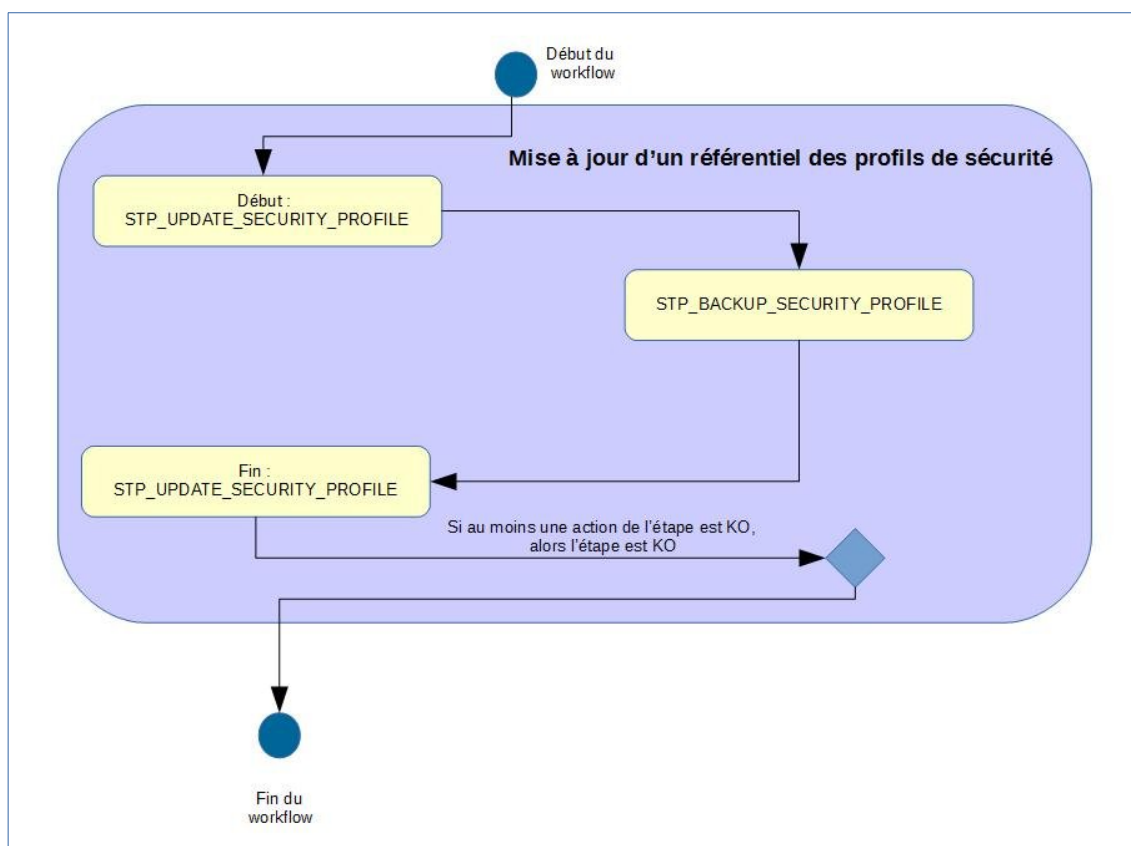 Début du
workflow
Mise à jour d'un référentiel des profils de sécurité
Début :
STP_UPDATE_SECURITY_PROFILE
STP_BACKUP_SECURITY_PROFILE
Fin :
STP_UPDATE_SECURITY_PROFILE
Si au moins une action de l'étape est KO,
alors l'étape est KO
Fin du
workflow